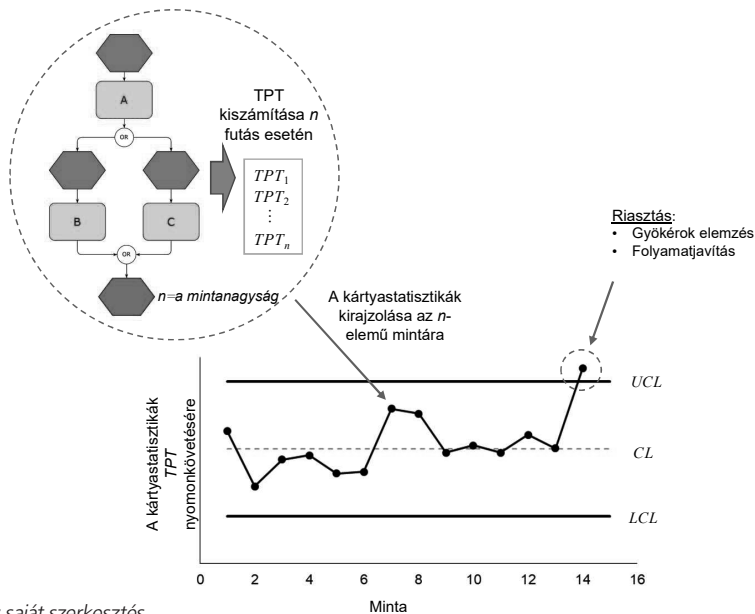 A
OR
B
C
OR
n=a mintanagyság
TPT
kiszámítása n
futás esetén
TPT1
TPT2
⋮
TPTn
Riasztás:
• Gyökérok elemzés
• Folyamatjavítás
A kártyastatisztikák
kirajzolása az n-
elemű mintára
A kártyastatisztikák
TPT
nyomonkövetésére
UCL
CL
LCL
0 2 4 6 8 10 12 14 16
Minta
saját szerkesztés